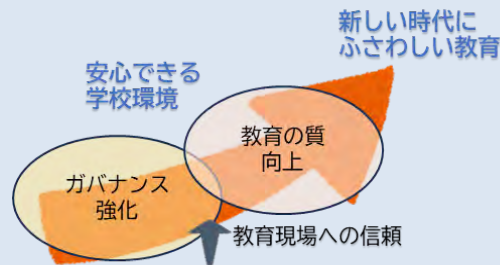 新しい時代に
ふさわしい教育
安心できる
学校環境
教育の質
向上
ガバナンス
強化
教育現場への信頼